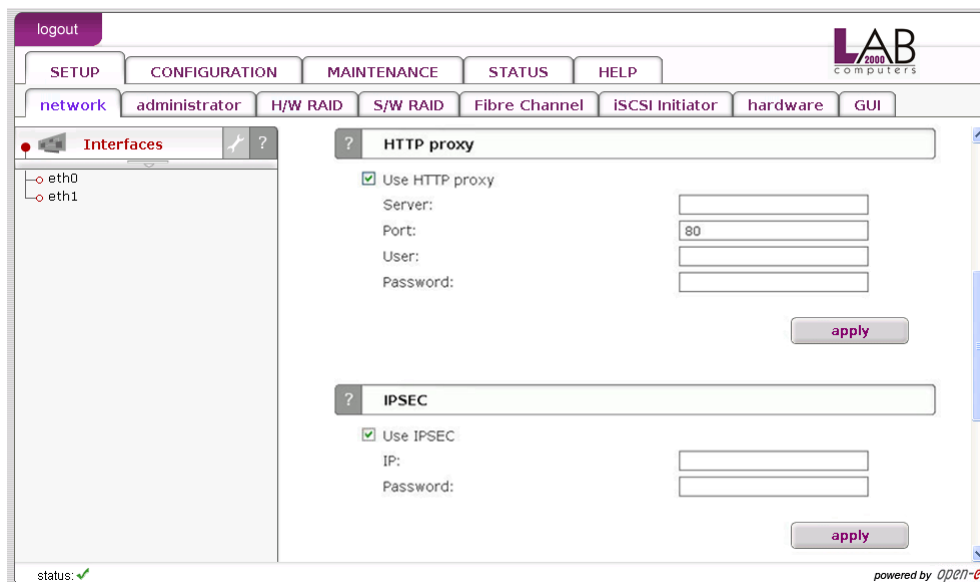 logout
LAB
2000
computers
SETUP CONFIGURATION MAINTENANCE STATUS HELP
network administrator H/W RAID S/W RAID Fibre Channel iSCSI Initiator hardware GUI
Interfaces ?
eth0
eth1
? HTTP proxy
Use HTTP proxy
Server:
Port: 80
User:
Password:
apply
? IPSEC
Use IPSEC
IP:
Password:
apply
status:
powered by open-e